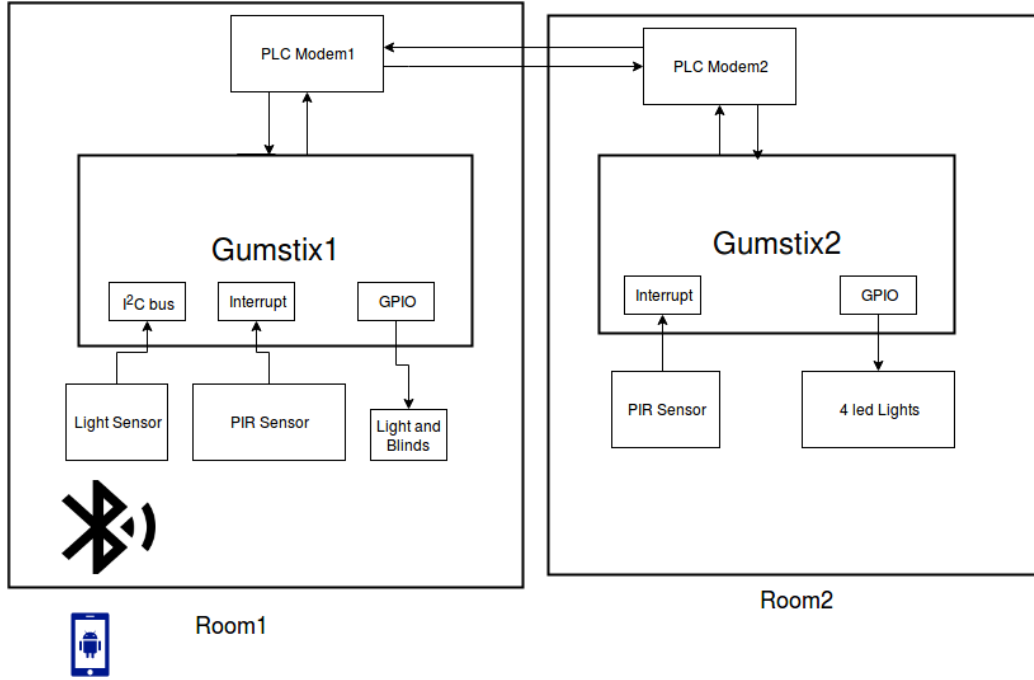 PLC Modem1
PLC Modem2
Gumstix1
I²C bus
Interrupt
GPIO
Light Sensor
PIR Sensor
Light and
Blinds
Gumstix2
Interrupt
GPIO
PIR Sensor
4 led Lights
Room1
Room2